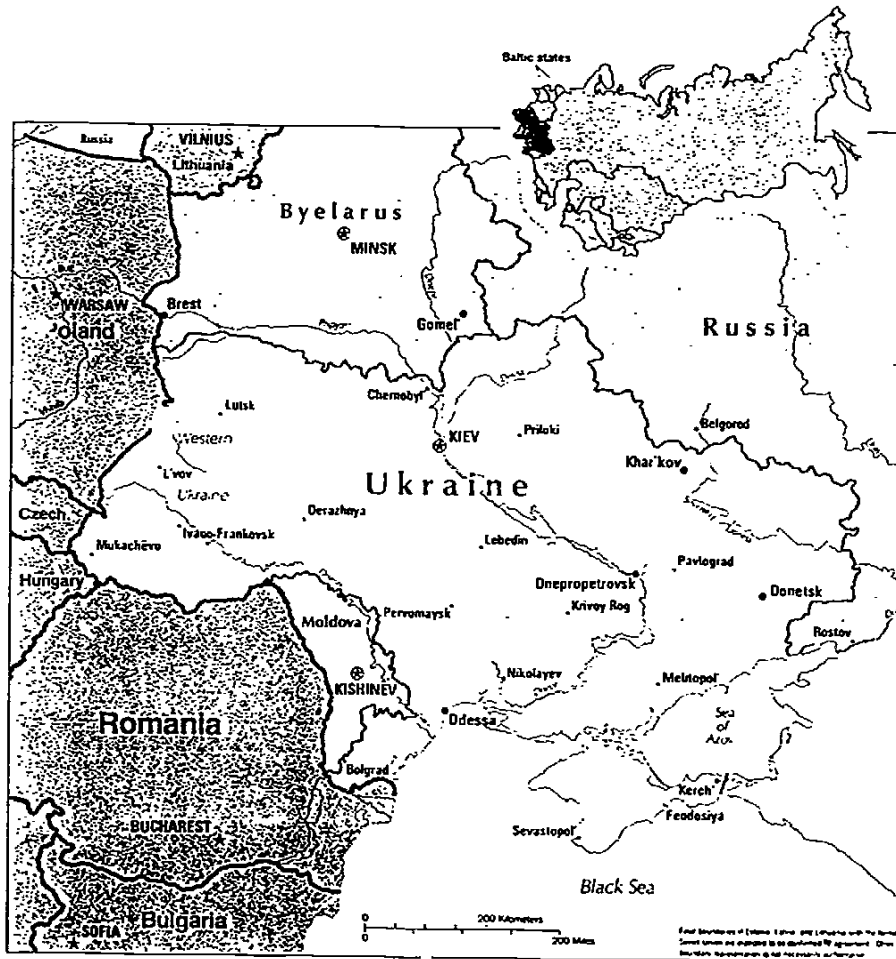 Baltic states
Russia
VILNIUS
Lithuania
Byelarus
MINSK
WARSAW
oland
Brest
Gomel'
Russia
Chernobyl'
Lutsk
Western
Ukraine
KIEV
Priluki
Belgorod
Khar'kov
L'vov
Ukraine
Czech.
Derazhnya
Ivano-Frankovsk
Mukachëvo
Lebedin
Hungary
Pavlograd
Dnepropetrovsk
Donetsk
Moldova
Pervomaysk
Krivoy Rog
Rostov
KISHINEV
Nikolayev
Melitopol'
Odessa
Romania
Sea
of
Bolgrad
Kerch'
Feodosiya
BUCHAREST
Sevastopol'
Black Sea
Bulgaria
SOFIA
0 200 Kilometers
0 200 Miles